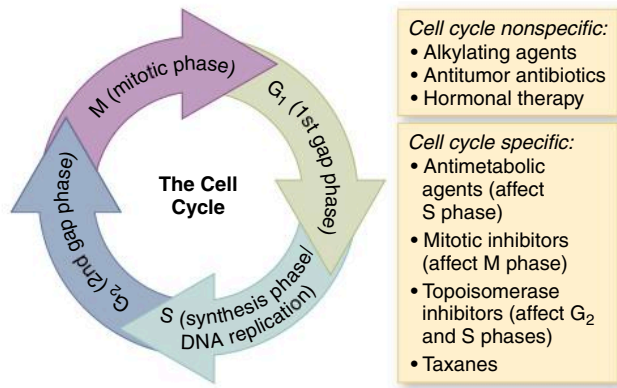 M (mitotic phase)
G₁ (1st gap phase)
S (synthesis phase/
DNA replication)
G₂ (2nd gap phase)
The Cell
Cycle
Cell cycle nonspecific:
• Alkylating agents
• Antitumor antibiotics
• Hormonal therapy
Cell cycle specific:
• Antimetabolic
agents (affect
S phase)
• Mitotic inhibitors
(affect M phase)
• Topoisomerase
inhibitors (affect G₂
and S phases)
• Taxanes